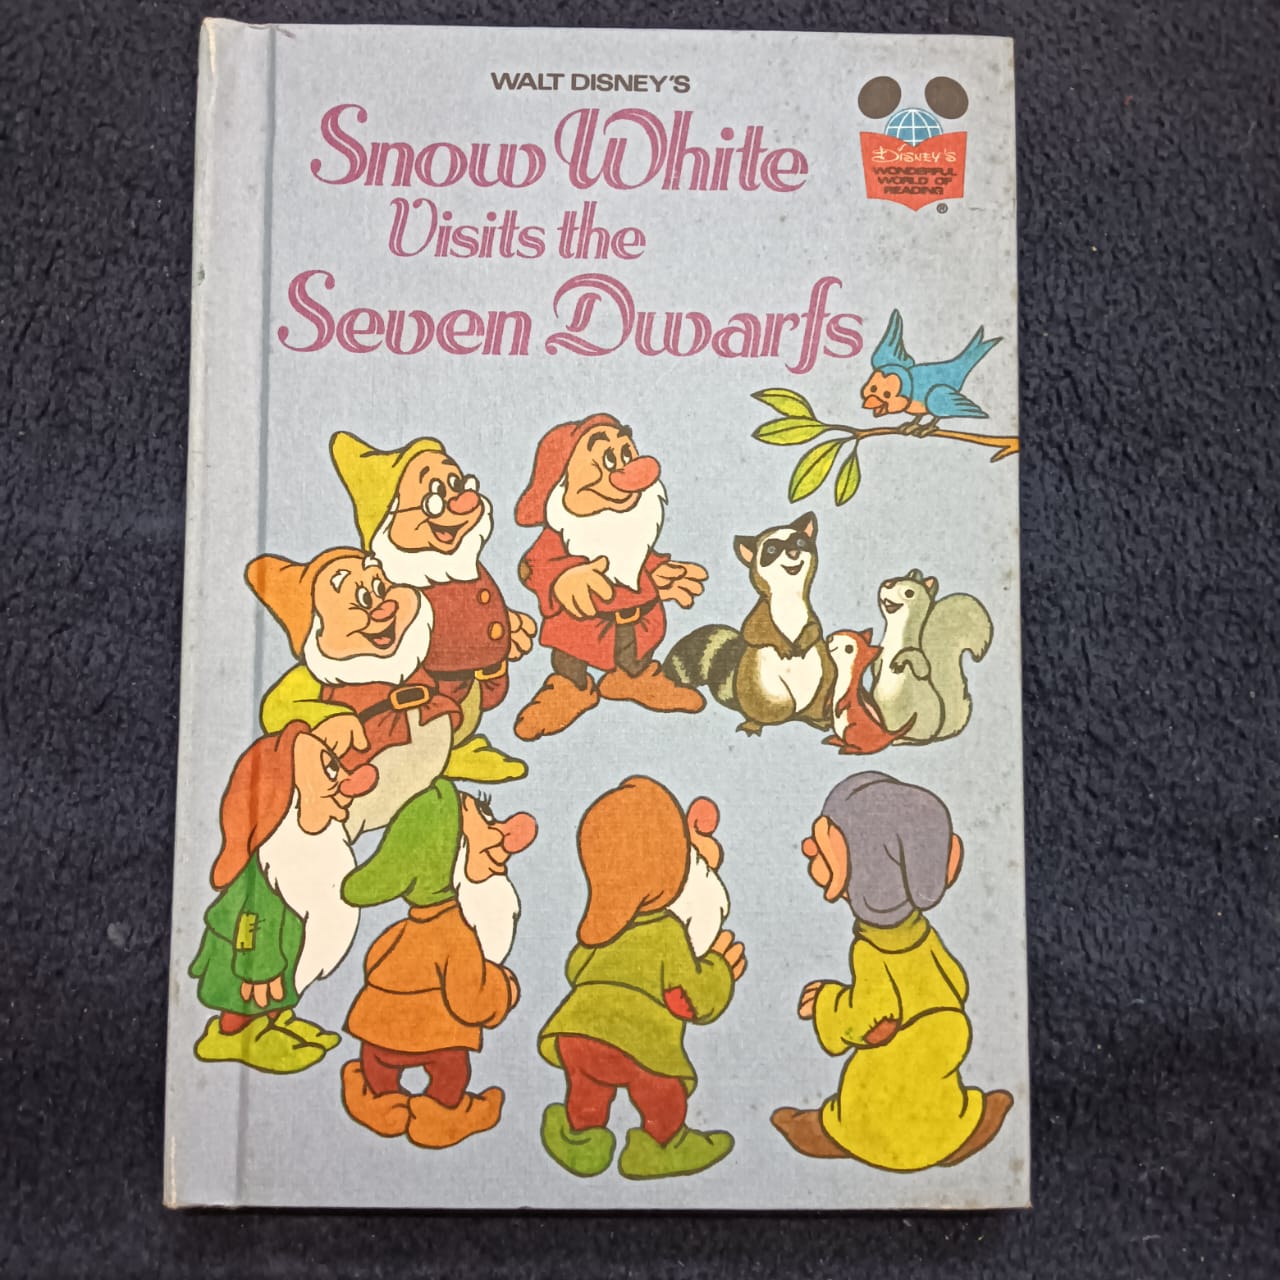 WALT DISNEY'S
Snow White
Visits the
Seven Dwarfs
DISNEY'S
WONDERFUL
WORLD OF
READING
®